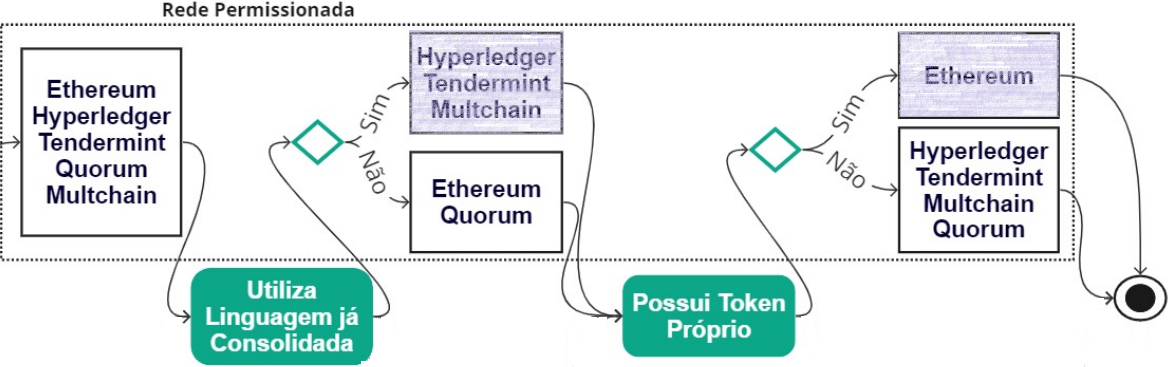 Rede Permissionada
Ethereum
Hyperledger
Tendermint
Quorum
Multchain
Utiliza
Linguagem já
Consolidada
Sim
Não
Hyperledger
Tendermint
Multchain
Ethereum
Quorum
Possui Token
Próprio
Sim
Não
Ethereum
Hyperledger
Tendermint
Multchain
Quorum